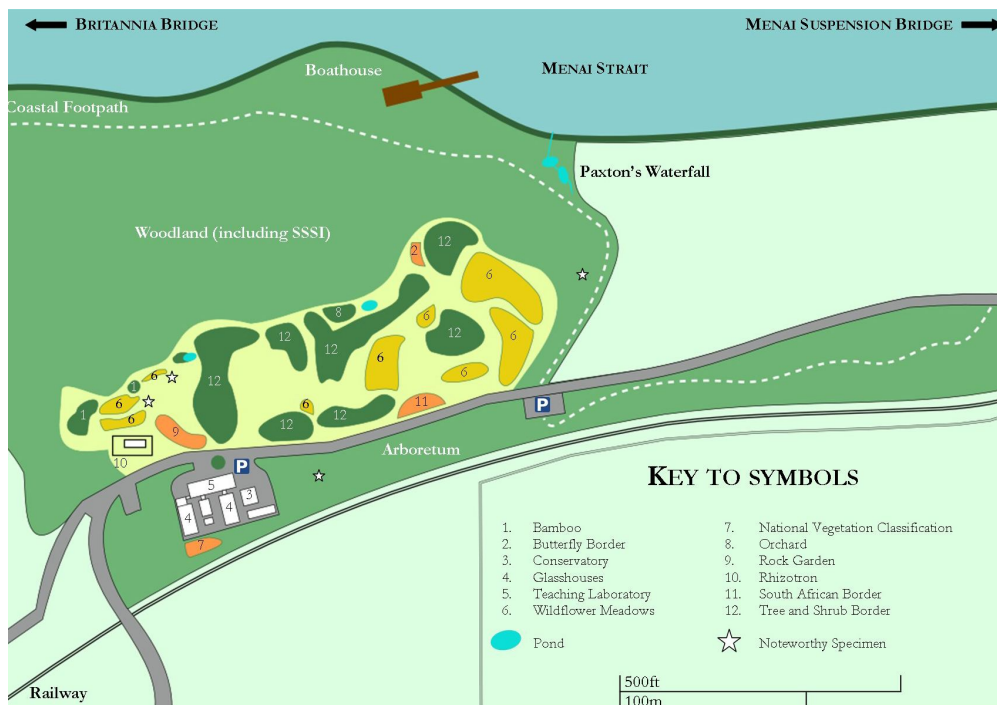 BRITANNIA BRIDGE
MENAI SUSPENSION BRIDGE
Boathouse
MENAI STRAIT
Coastal Footpath
Paxton's Waterfall
Woodland (including SSSI)
2
12
6
8
6
12
12
12
6
12
6
6
6
1
6
1
6
6
12
12
11
9
10
P
Arboretum
P
5
3
4
4
7
KEY TO SYMBOLS
1. Bamboo
2. Butterfly Border
3. Conservatory
4. Glasshouses
5. Teaching Laboratory
6. Wildflower Meadows
7. National Vegetation Classification
8. Orchard
9. Rock Garden
10. Rhizotron
11. South African Border
12. Tree and Shrub Border
Pond
Noteworthy Specimen
500ft
100m
Railway